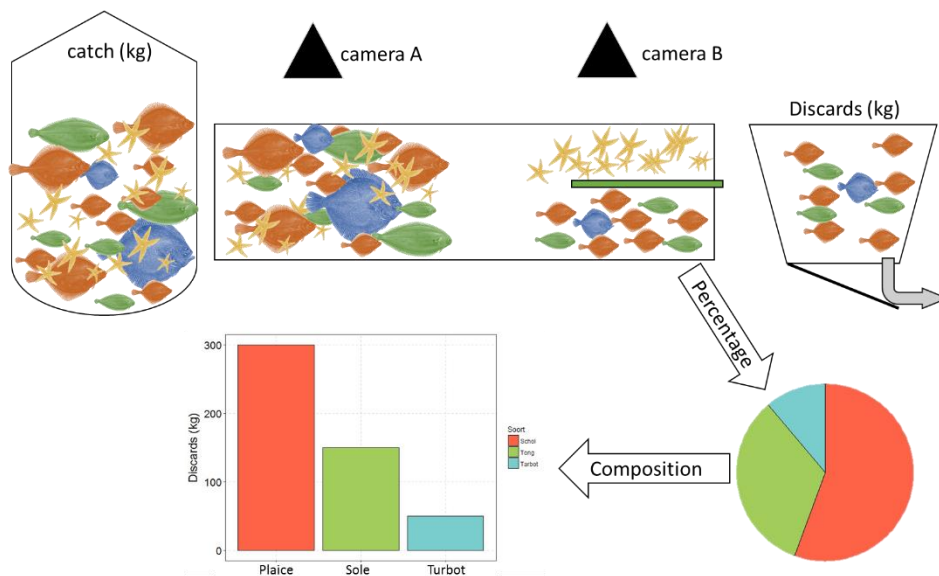 catch (kg)
camera A
camera B
Discards (kg)
Percentage
Composition
Discards (kg)
300
200
100
0
Plaice
Sole
Turbot
Soort
Schol
Tong
Tarbot